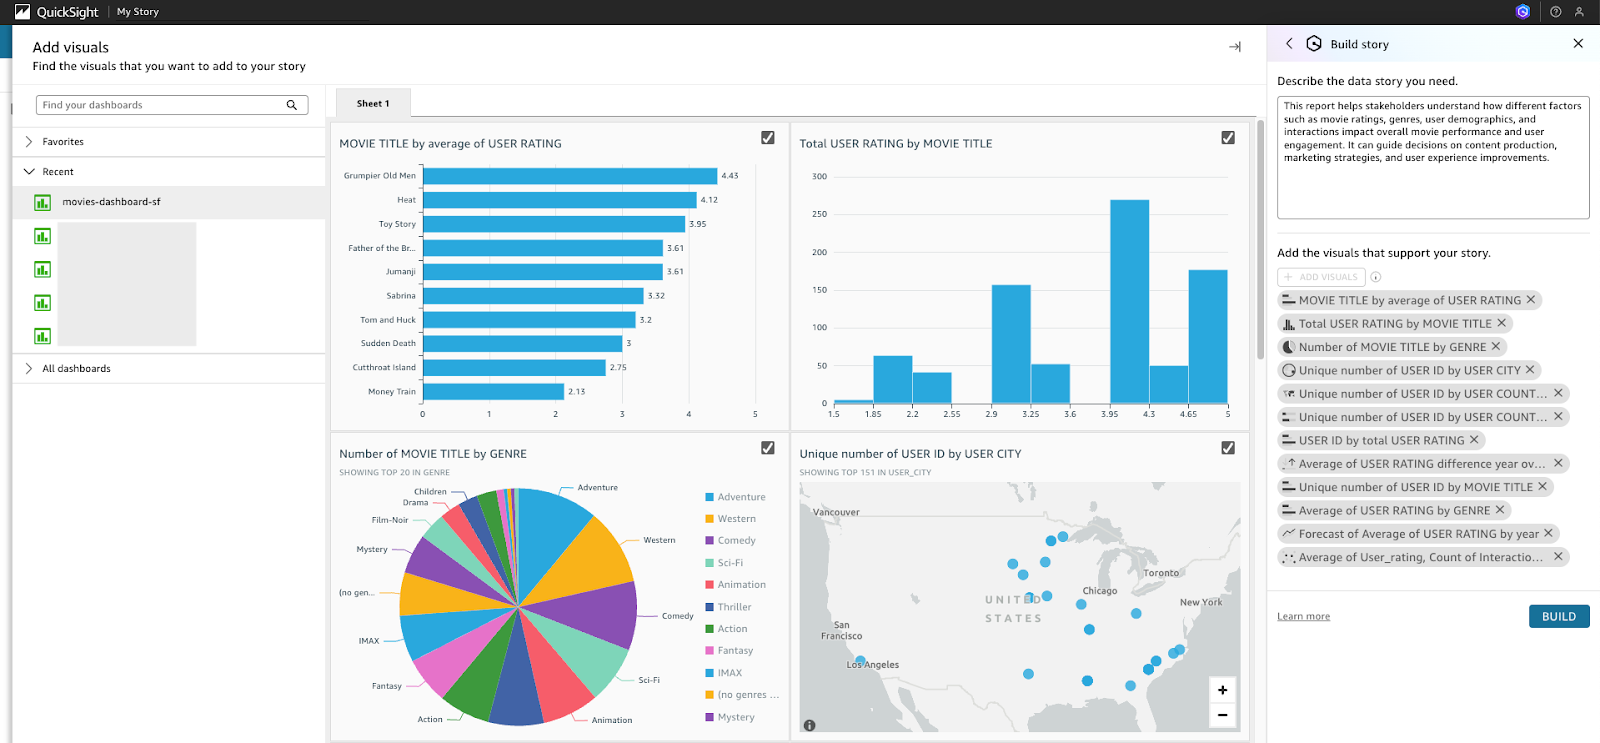 QuickSight
My Story
Add visuals
Find the visuals that you want to add to your story
Find your dashboards
Favorites
Recent
movies-dashboard-sf
All dashboards
Sheet 1
MOVIE TITLE by average of USER RATING
Grumpier Old Men
4.43
Heat
4.12
Toy Story
3.95
Father of the Br...
3.61
Jumanji
3.61
Sabrina
3.32
Tom and Huck
3.2
Sudden Death
3
Cutthroat Island
2.75
Money Train
2.13
0 1 2 3 4 5
Total USER RATING by MOVIE TITLE
300
250
200
150
100
50
0
1.5 1.85 2.2 2.55 2.9 3.25 3.6 3.95 4.3 4.65 5
Number of MOVIE TITLE by GENRE
SHOWING TOP 20 IN GENRE
Adventure
Western
Comedy
Sci-Fi
Animation
Action
Fantasy
IMAX
(no gen...
Mystery
Film-Noir
Drama
Children
Adventure
Western
Comedy
Sci-Fi
Animation
Thriller
Action
Fantasy
IMAX
(no genres ...
Mystery
Unique number of USER ID by USER CITY
SHOWING TOP 151 IN USER_CITY
Vancouver
Toronto
Chicago
New York
UNITED
STATES
San
Francisco
Los Angeles
+
−
Build story
Describe the data story you need.
This report helps stakeholders understand how different factors
such as movie ratings, genres, user demographics, and
interactions impact overall movie performance and user
engagement. It can guide decisions on content production,
marketing strategies, and user experience improvements.
Add the visuals that support your story.
+ ADD VISUALS
MOVIE TITLE by average of USER RATING
Total USER RATING by MOVIE TITLE
Number of MOVIE TITLE by GENRE
Unique number of USER ID by USER CITY
Unique number of USER ID by USER COUNT...
Unique number of USER ID by USER COUNT...
USER ID by total USER RATING
Average of USER RATING difference year ov...
Unique number of USER ID by MOVIE TITLE
Average of USER RATING by GENRE
Forecast of Average of USER RATING by year
Average of User_rating, Count of Interactio...
Learn more
BUILD